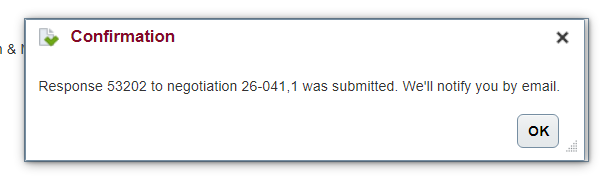 Confirmation
n &
Response 53202 to negotiation 26-041,1 was submitted. We'll notify you by email.
OK